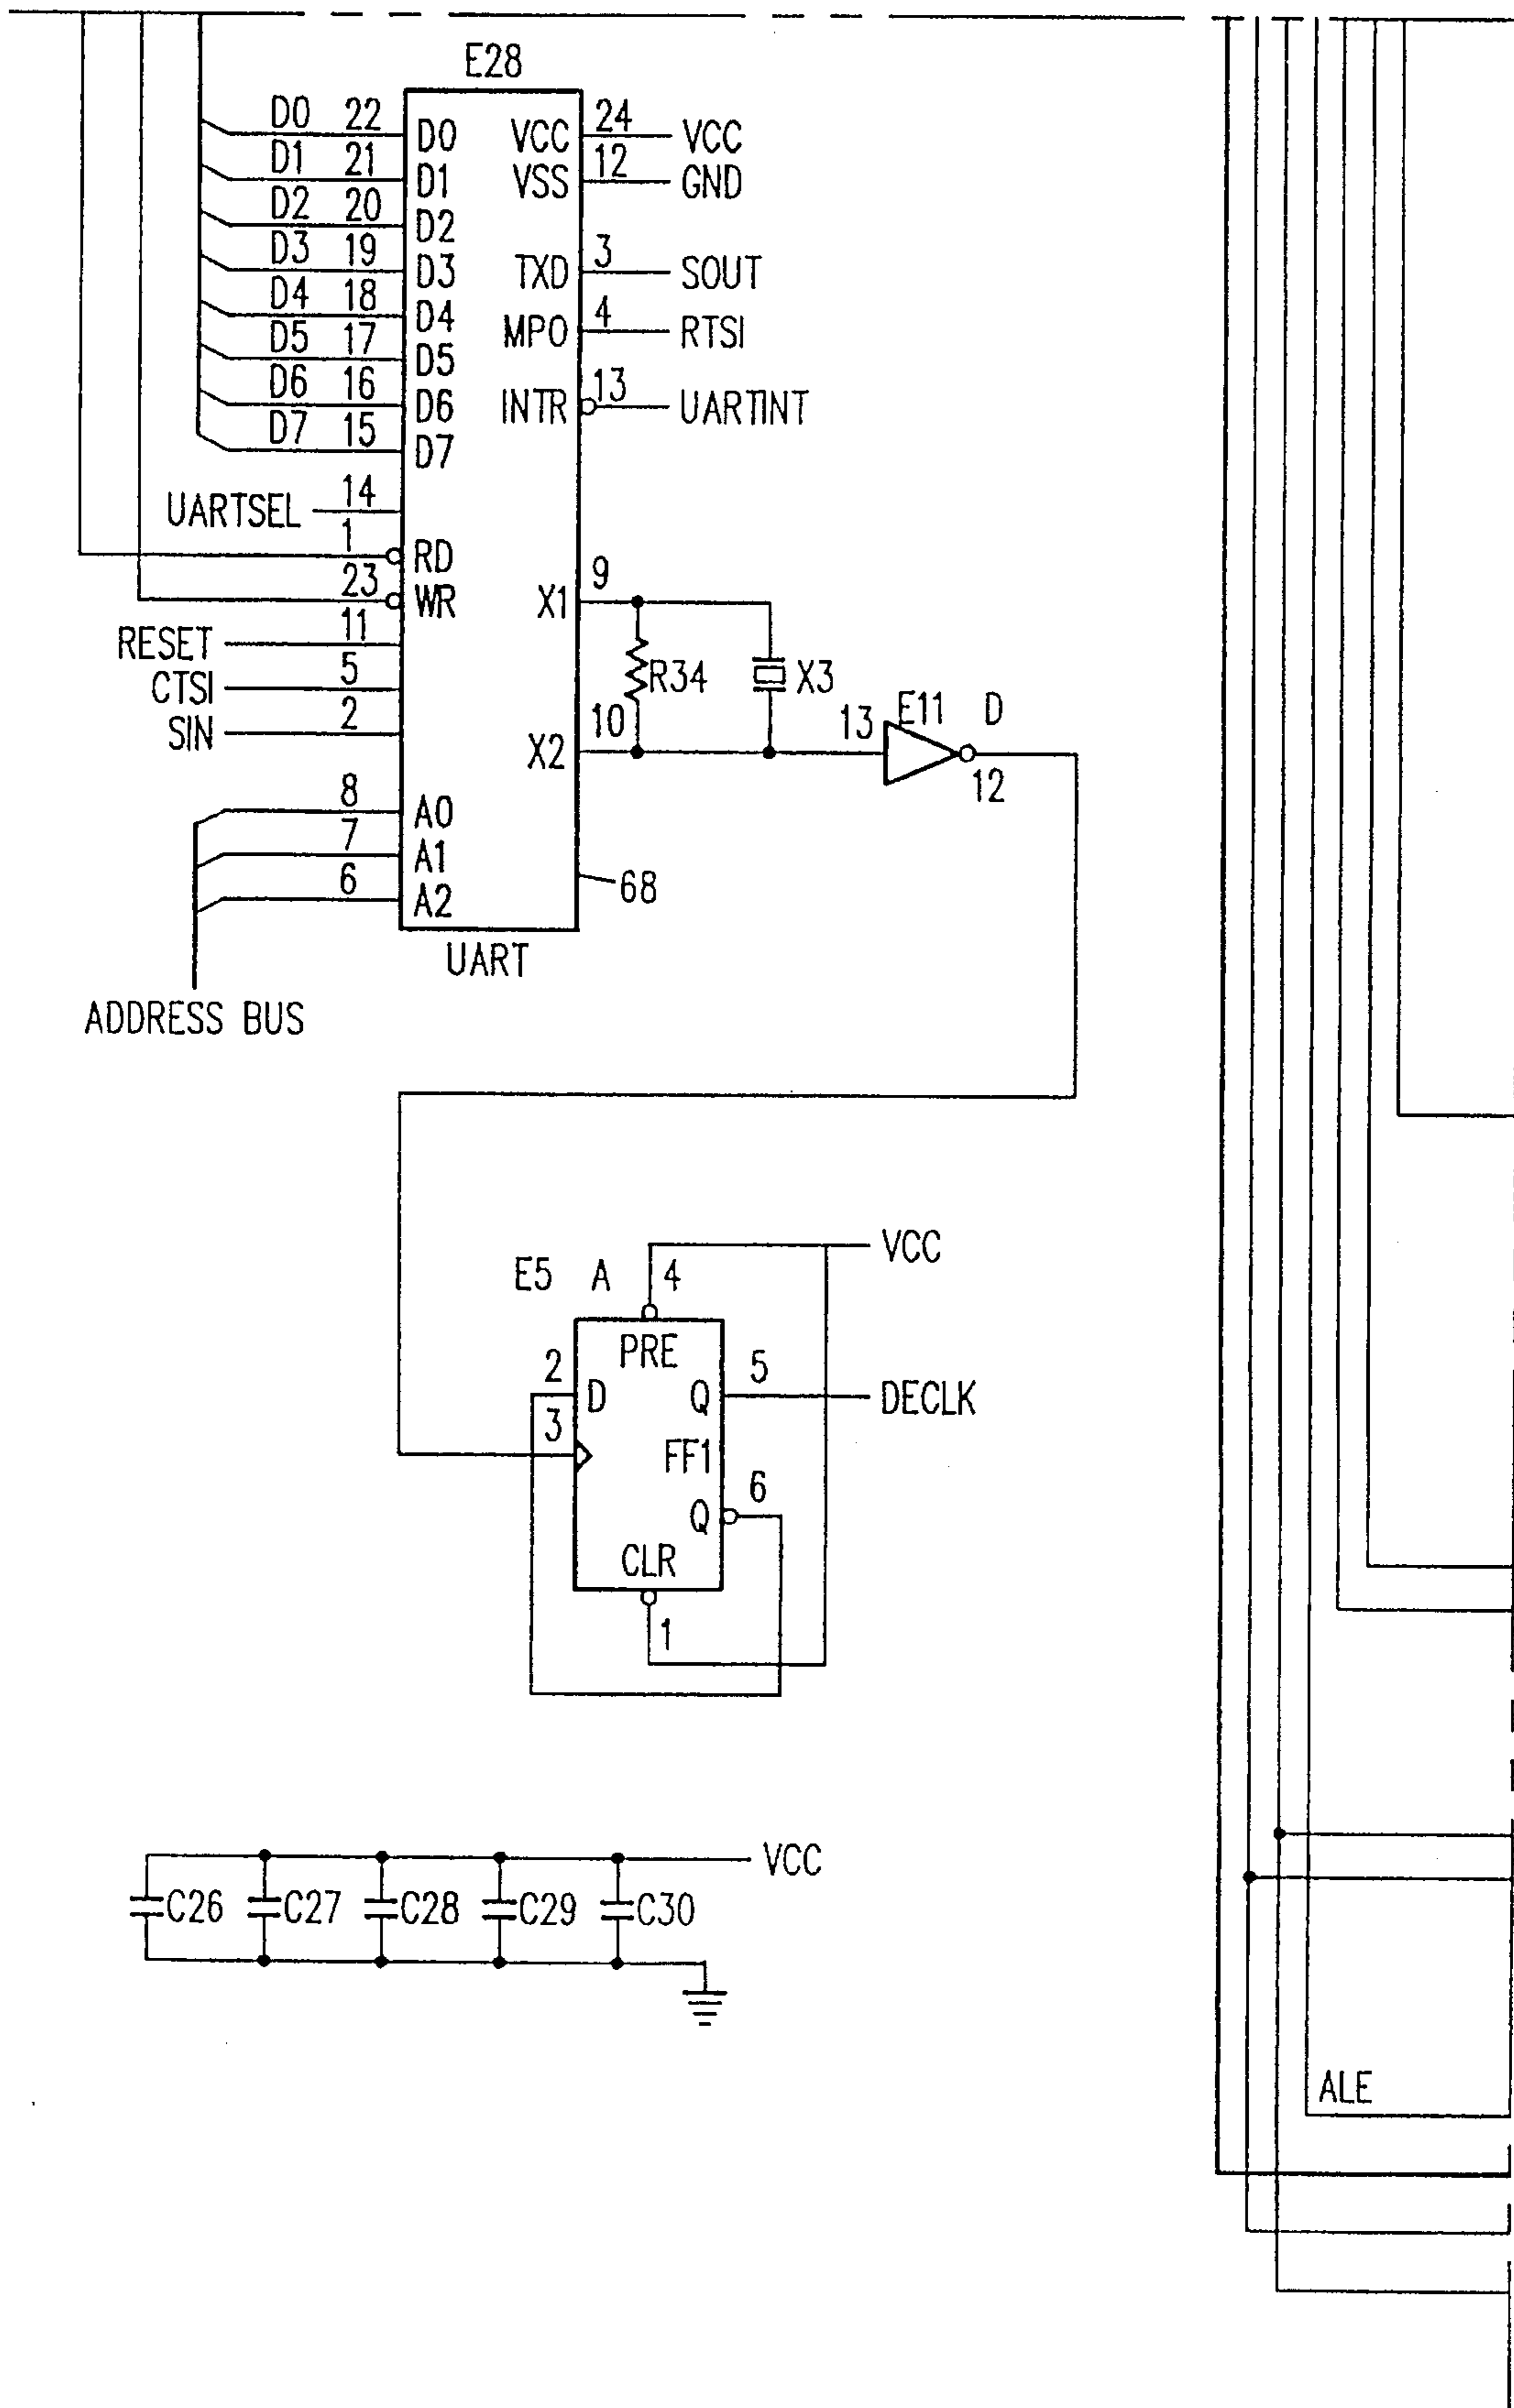 E28
D0 22 D0 VCC 24 VCC
D1 21 D1 VSS 12 GND
D2 20 D2
D3 19 D3 TXD 3 SOUT
D4 18 D4 MPO 4 RTSI
D5 17 D5
D6 16 D6 INTR 13 UARTINT
D7 15 D7
UARTSEL 14
1 RD
23 WR X1 9
RESET 11
CTSI 5 R34 X3
SIN 2 X2 10 13 E11 D
12
8 A0
7 A1
6 A2
68
UART
ADDRESS BUS
VCC
E5 A 4
PRE
2 D Q 5 DECLK
3 FF1
Q 6
CLR
1
VCC
C26 C27 C28 C29 C30
ALE